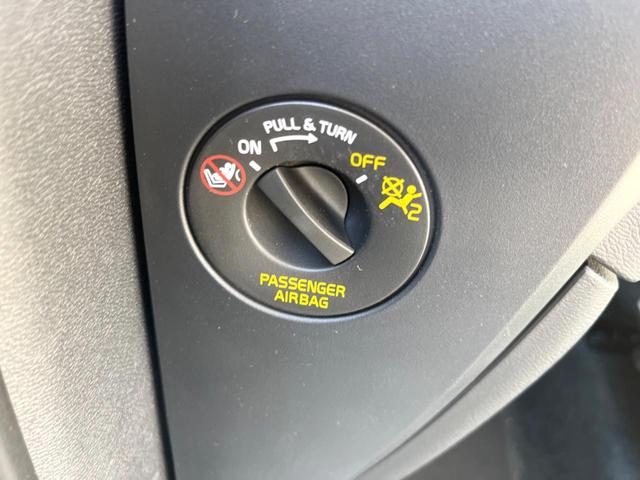 PULL & TURN
ON
OFF
2
PASSENGER
AIRBAG